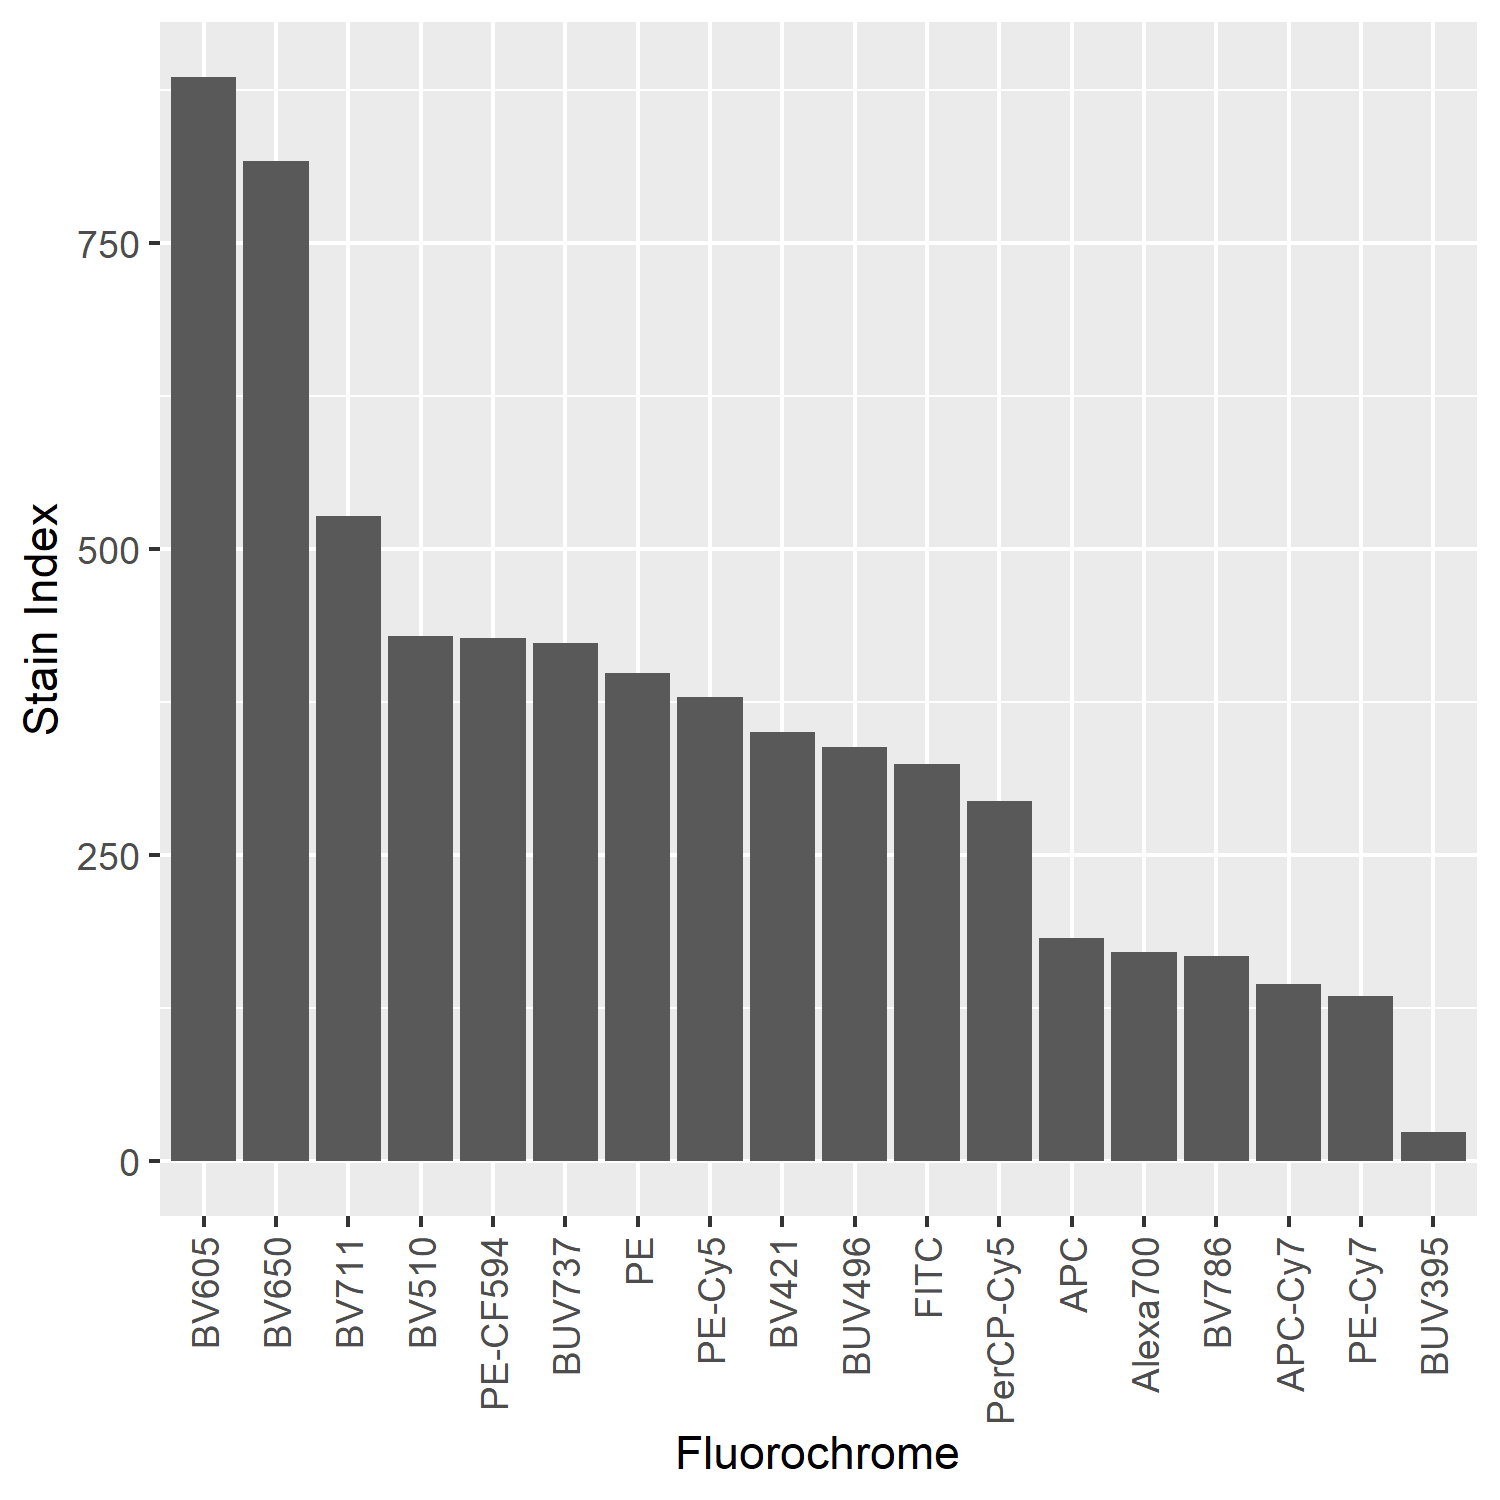 Stain Index
750
500
250
0
BV605
BV650
BV711
BV510
PE-CF594
BUV737
PE
PE-Cy5
BV421
BUV496
FITC
PerCP-Cy5
APC
Alexa700
BV786
APC-Cy7
PE-Cy7
BUV395
Fluorochrome